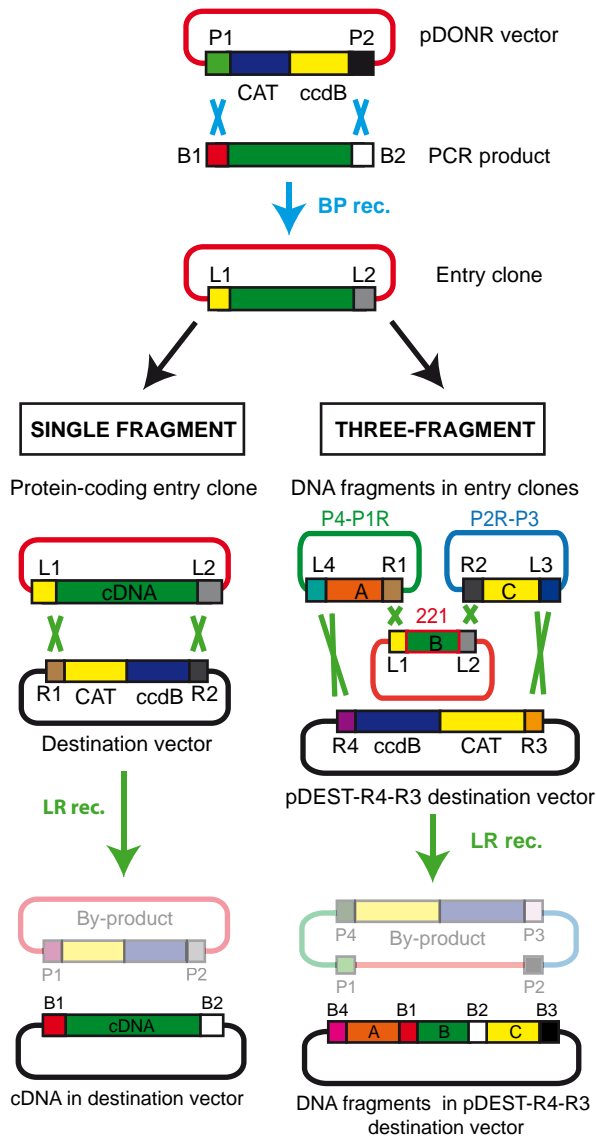 P1 P2 pDONR vector
CAT ccdB
B1 B2 PCR product
BP rec.
L1 L2 Entry clone
SINGLE FRAGMENT THREE-FRAGMENT
Protein-coding entry clone DNA fragments in entry clones
P4-P1R P2R-P3
L1 L2 L4 R1 R2 L3
cDNA A C
221
B
L1 L2
R1 CAT ccdB R2
R4 ccdB CAT R3
Destination vector
pDEST-R4-R3 destination vector
LR rec.
LR rec.
By-product
P1 P2
P4 By-product P3
P1 P2
B1 B2
cDNA
B4 B1 B2 B3
A B C
cDNA in destination vector
DNA fragments in pDEST-R4-R3
destination vector